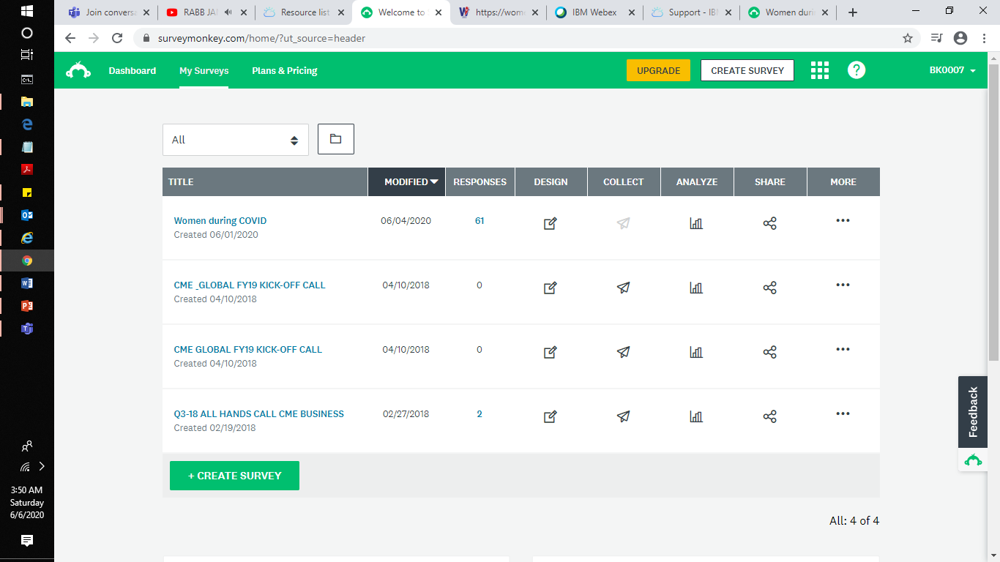 Join convers
RABB JA
Resource list
Welcome to
https://wom
IBM Webex
Support - IB
Women duri
surveymonkey.com/home/?ut_source=header
Dashboard
My Surveys
Plans & Pricing
UPGRADE
CREATE SURVEY
?
BK0007
All
TITLE
MODIFIED
RESPONSES
DESIGN
COLLECT
ANALYZE
SHARE
MORE
Women during COVID
Created 06/01/2020
06/04/2020
61
CME _GLOBAL FY19 KICK-OFF CALL
Created 04/10/2018
04/10/2018
0
CME GLOBAL FY19 KICK-OFF CALL
Created 04/10/2018
04/10/2018
0
Q3-18 ALL HANDS CALL CME BUSINESS
Created 02/19/2018
02/27/2018
2
+ CREATE SURVEY
All: 4 of 4
Feedback
3:50 AM
Saturday
6/6/2020